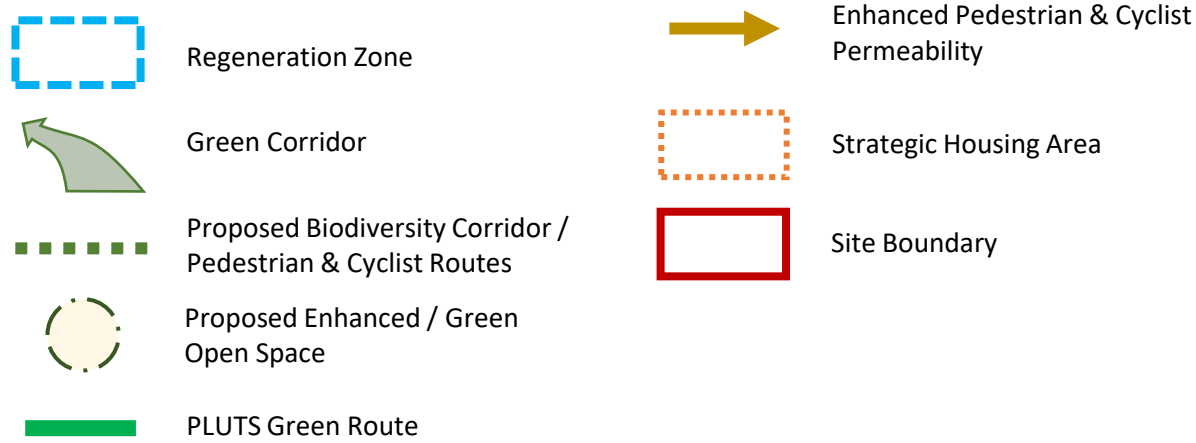 Regeneration Zone
Green Corridor
Proposed Biodiversity Corridor /
Pedestrian & Cyclist Routes
Proposed Enhanced / Green
Open Space
PLUTS Green Route
Enhanced Pedestrian & Cyclist
Permeability
Strategic Housing Area
Site Boundary